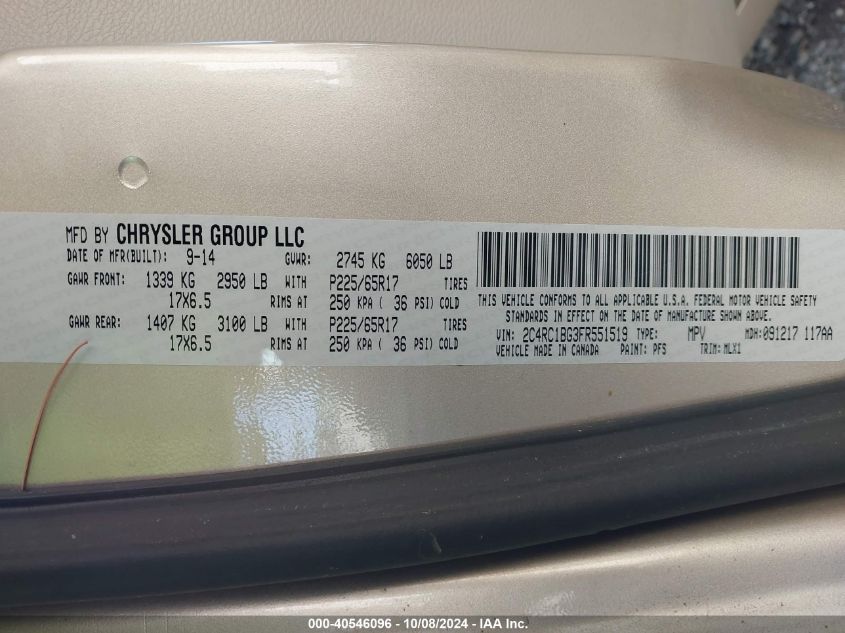 MFD BY CHRYSLER GROUP LLC
DATE OF MFR(BUILT): 9-14 GVWR: 2745 KG 6050 LB
GAWR FRONT: 1339 KG 2950 LB WITH P225/65R17 TIRES
17X6.5 RIMS AT 250 KPA ( 36 PSI) COLD
GAWR REAR: 1407 KG 3100 LB WITH P225/65R17 TIRES
17X6.5 RIMS AT 250 KPA ( 36 PSI) COLD
THIS VEHICLE CONFORMS TO ALL APPLICABLE U.S.A. FEDERAL MOTOR VEHICLE SAFETY
STANDARDS IN EFFECT ON THE DATE OF MANUFACTURE SHOWN ABOVE.
VIN: 2C4RC1BG3FR551519 TYPE: MPV MDH: 091217 117AA
VEHICLE MADE IN CANADA PAINT: PFS TRIM: MLX1
000-40546096 - 10/08/2024 - IAA Inc.